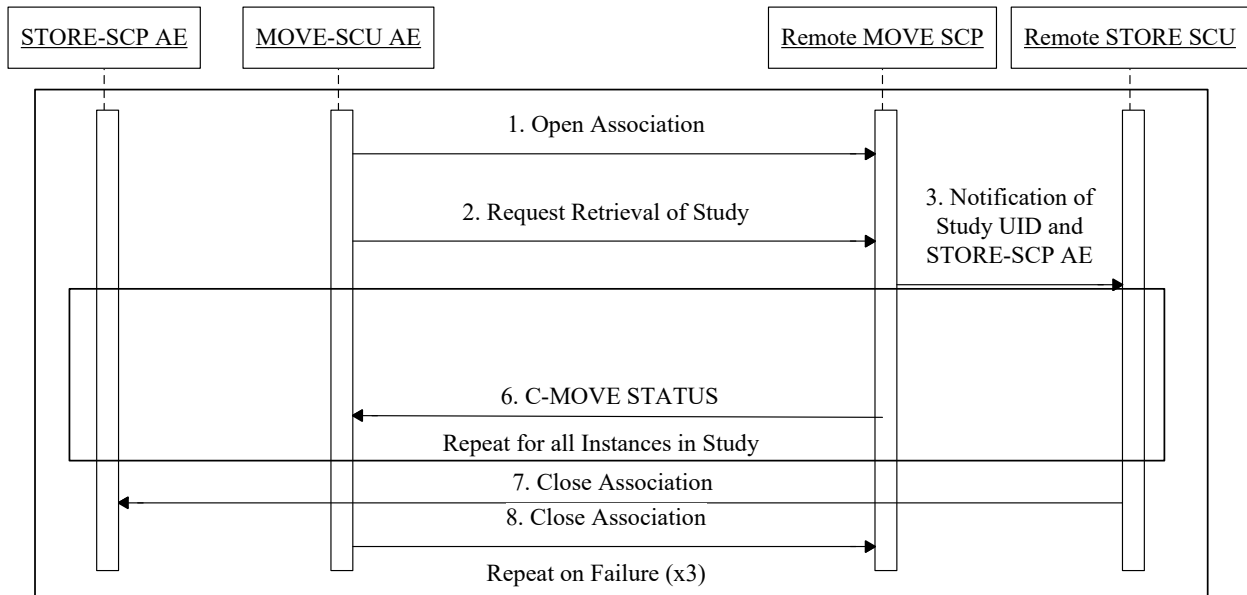 STORE-SCP AE
MOVE-SCU AE
Remote MOVE SCP
Remote STORE SCU
1. Open Association
2. Request Retrieval of Study
3. Notification of
Study UID and
STORE-SCP AE
6. C-MOVE STATUS
Repeat for all Instances in Study
7. Close Association
8. Close Association
Repeat on Failure (x3)